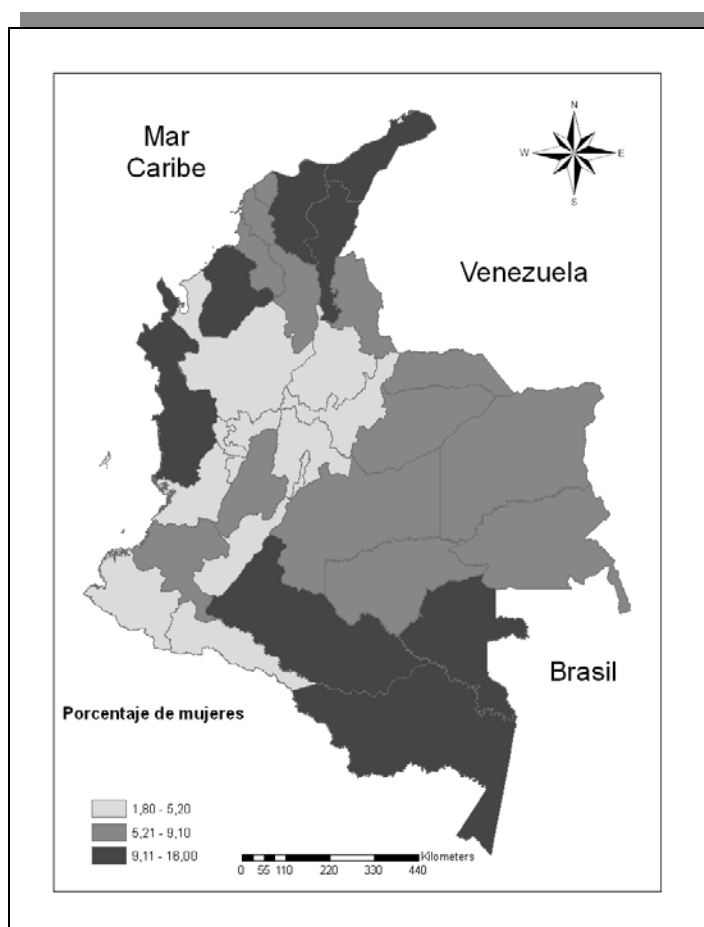 Mar
Caribe
N
W
E
S
Venezuela
Brasil
Porcentaje de mujeres
1,80 - 5,20
5,21 - 9,10
9,11 - 16,00
Kilometers
0 55 110 220 330 440